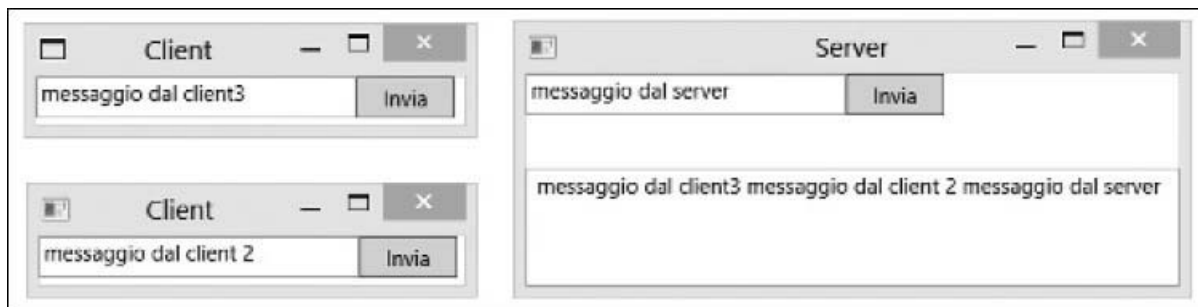 Client
messaggio dal client3 Invia
Client
messaggio dal client 2 Invia
Server
messaggio dal server Invia
messaggio dal client3 messaggio dal client 2 messaggio dal server